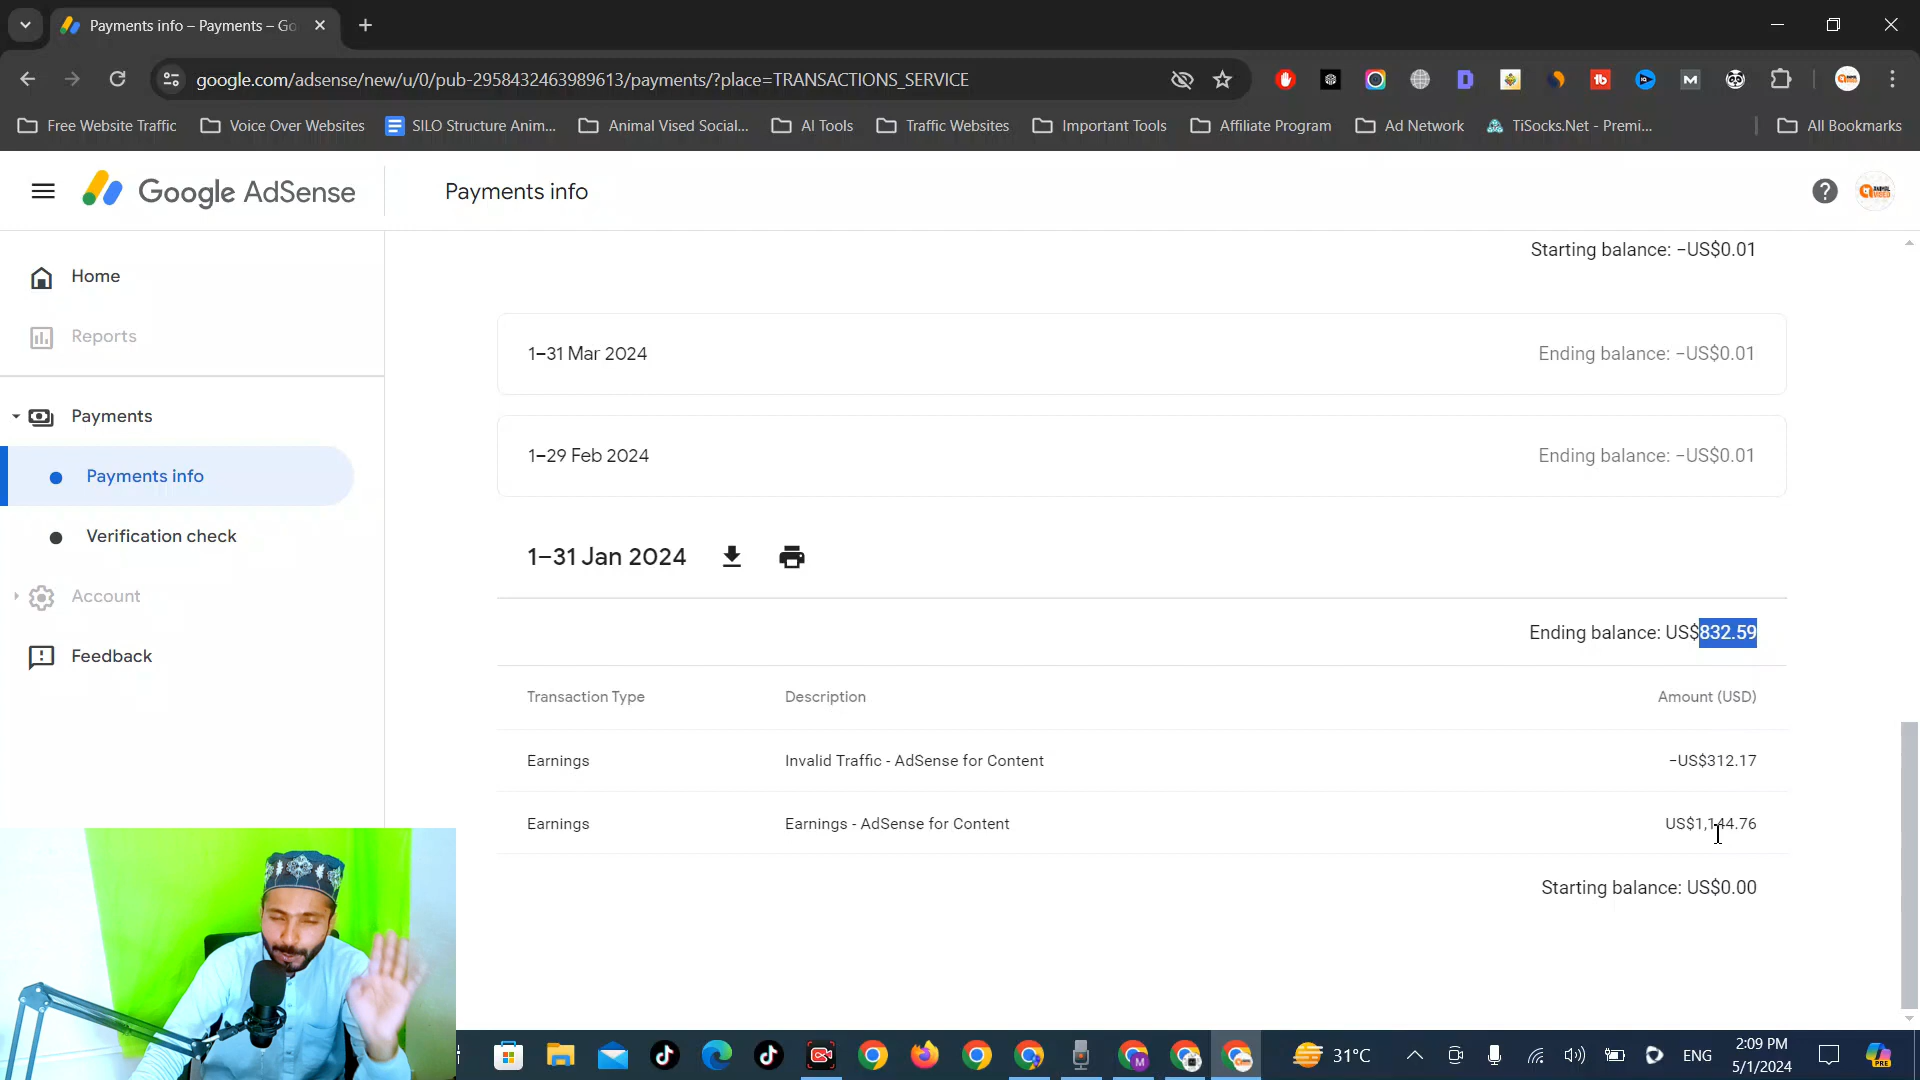 Payments info – Payments – Go
google.com/adsense/new/u/0/pub-2958432463989613/payments/?place=TRANSACTIONS_SERVICE
Free Website Traffic
Voice Over Websites
SILO Structure Anim...
Animal Vised Social...
AI Tools
Traffic Websites
Important Tools
Affiliate Program
Ad Network
TiSocks.Net - Premi...
All Bookmarks
Google AdSense
Payments info
Home
Reports
Payments
Payments info
Verification check
Account
Feedback
Starting balance: −US$0.01
1–31 Mar 2024
Ending balance: −US$0.01
1–29 Feb 2024
Ending balance: −US$0.01
1–31 Jan 2024
Ending balance: US$832.59
Transaction Type Description Amount (USD)
Earnings Invalid Traffic - AdSense for Content −US$312.17
Earnings Earnings - AdSense for Content US$1,144.76
Starting balance: US$0.00
31°C
ENG
2:09 PM
5/1/2024